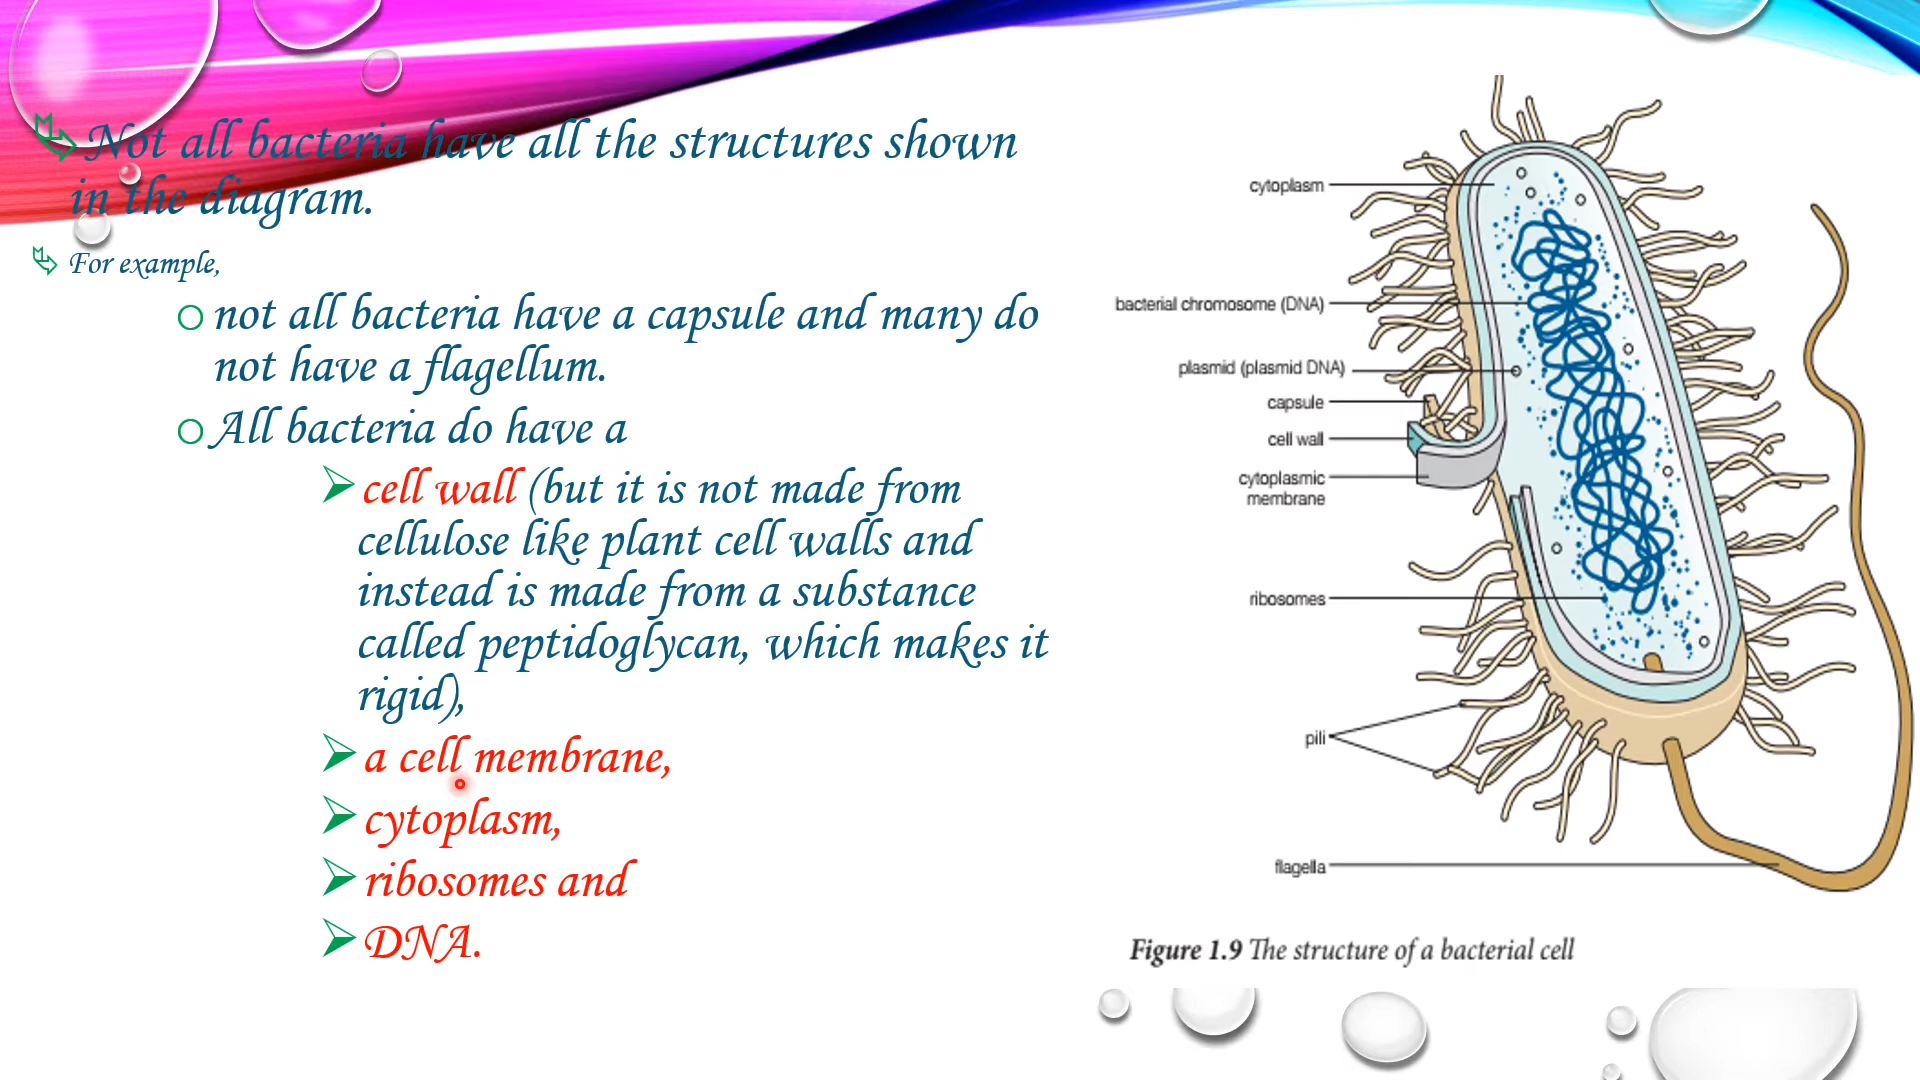 Not all bacteria have all the structures shown
in the diagram.
For example,
not all bacteria have a capsule and many do
not have a flagellum.
All bacteria do have a
cell wall (but it is not made from
cellulose like plant cell walls and
instead is made from a substance
called peptidoglycan, which makes it
rigid),
a cell membrane,
cytoplasm,
ribosomes and
DNA.
cytoplasm
bacterial chromosome (DNA)
plasmid (plasmid DNA)
capsule
cell wall
cytoplasmic
membrane
ribosomes
pili
flagella
Figure 1.9 The structure of a bacterial cell